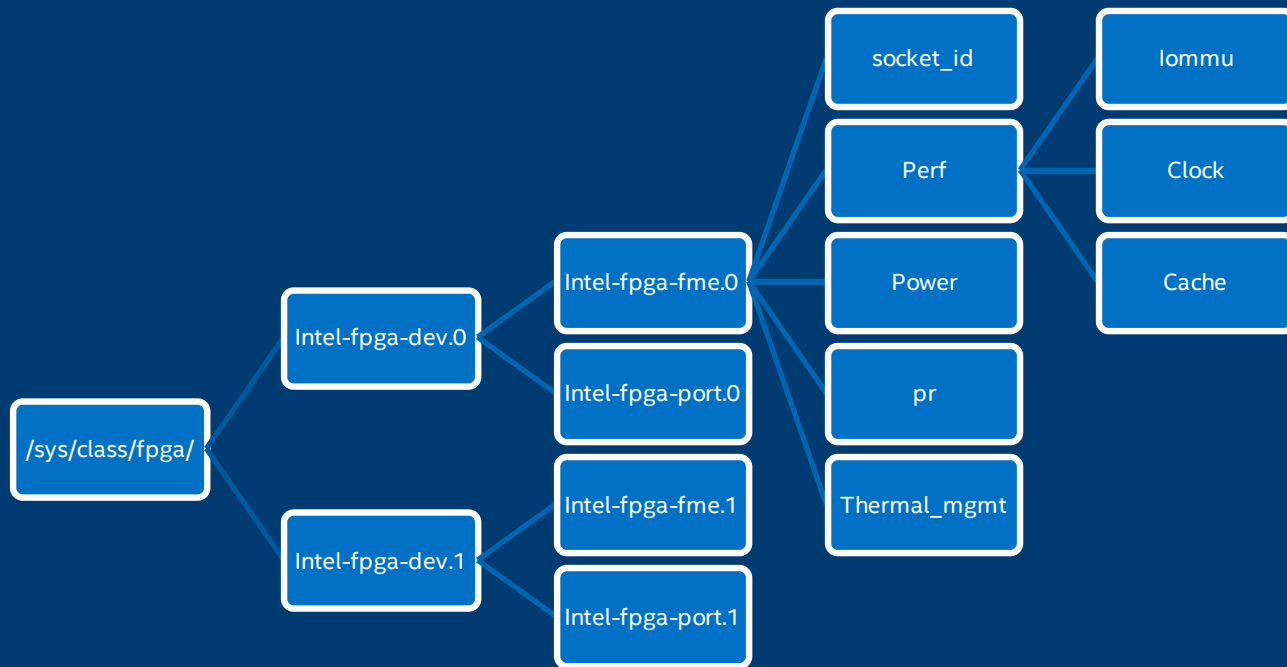 /sys/class/fpga/
Intel-fpga-dev.0
Intel-fpga-fme.0
socket_id
Perf
Iommu
Clock
Cache
Power
pr
Thermal_mgmt
Intel-fpga-port.0
Intel-fpga-dev.1
Intel-fpga-fme.1
Intel-fpga-port.1